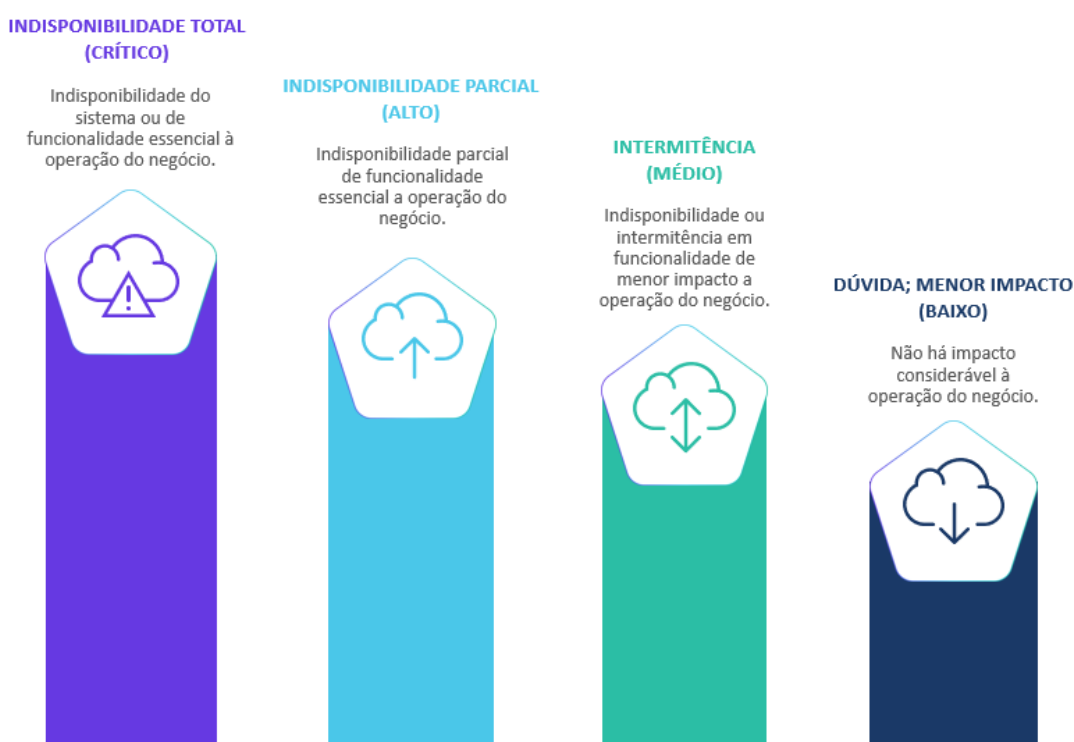 INDISPONIBILIDADE TOTAL
(CRÍTICO)
Indisponibilidade do
sistema ou de
funcionalidade essencial à
operação do negócio.
INDISPONIBILIDADE PARCIAL
(ALTO)
Indisponibilidade parcial
de funcionalidade
essencial a operação do
negócio.
INTERMITÊNCIA
(MÉDIO)
Indisponibilidade ou
intermitência em
funcionalidade de
menor impacto a
operação do negócio.
DÚVIDA; MENOR IMPACTO
(BAIXO)
Não há impacto
considerável à
operação do negócio.